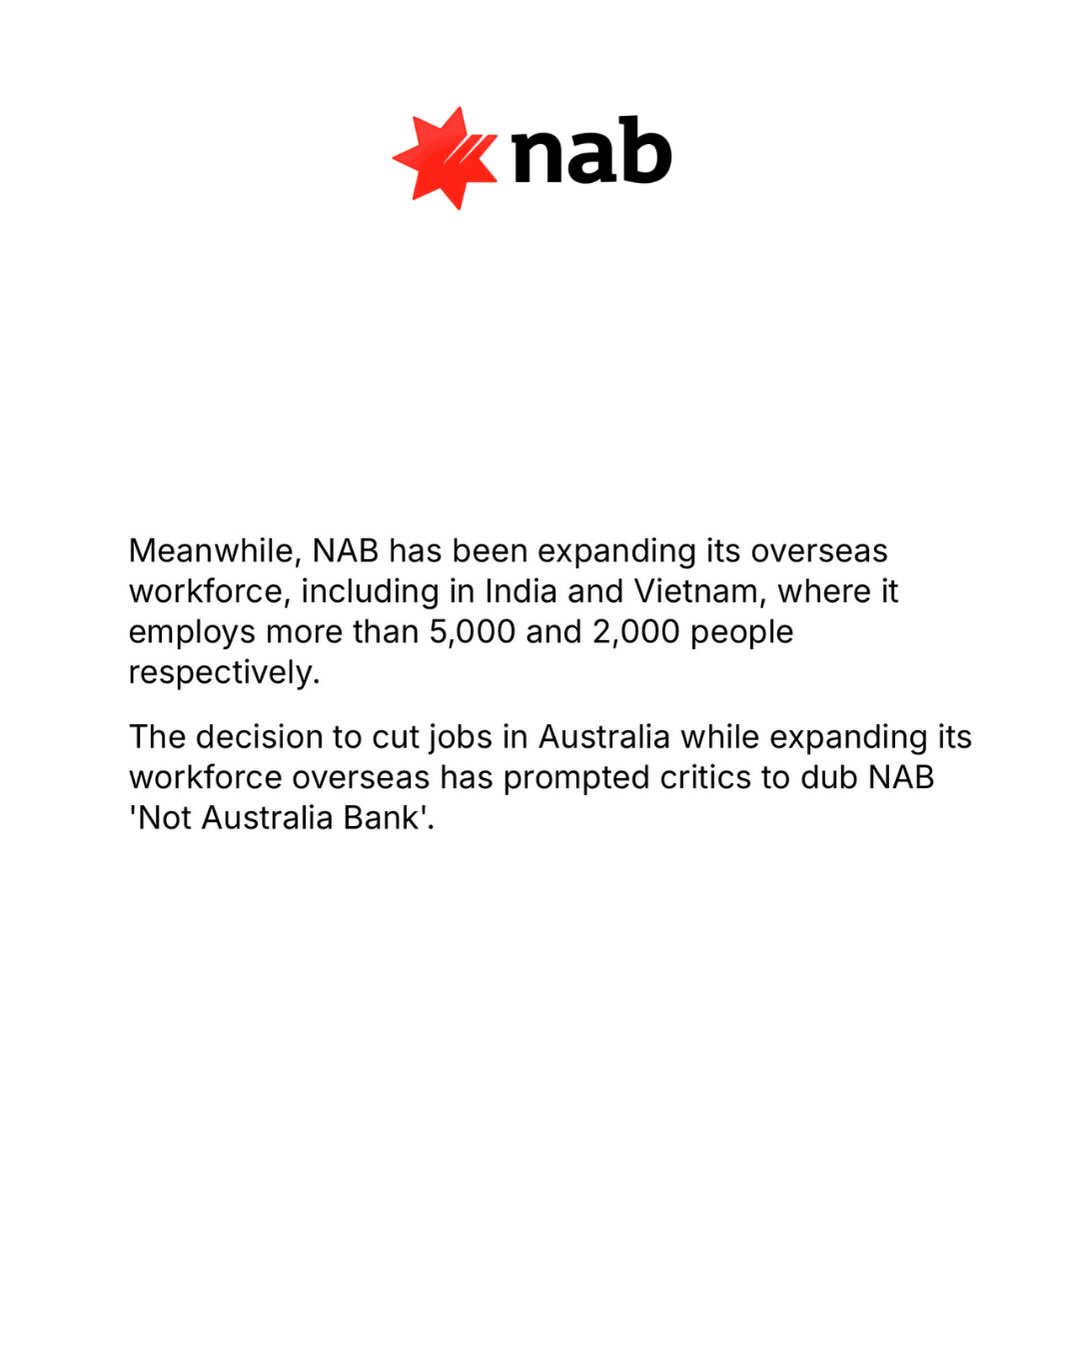 nab
Meanwhile, NAB has been expanding its overseas
workforce, including in India and Vietnam, where it
employs more than 5,000 and 2,000 people
respectively.
The decision to cut jobs in Australia while expanding its
workforce overseas has prompted critics to dub NAB
'Not Australia Bank'.